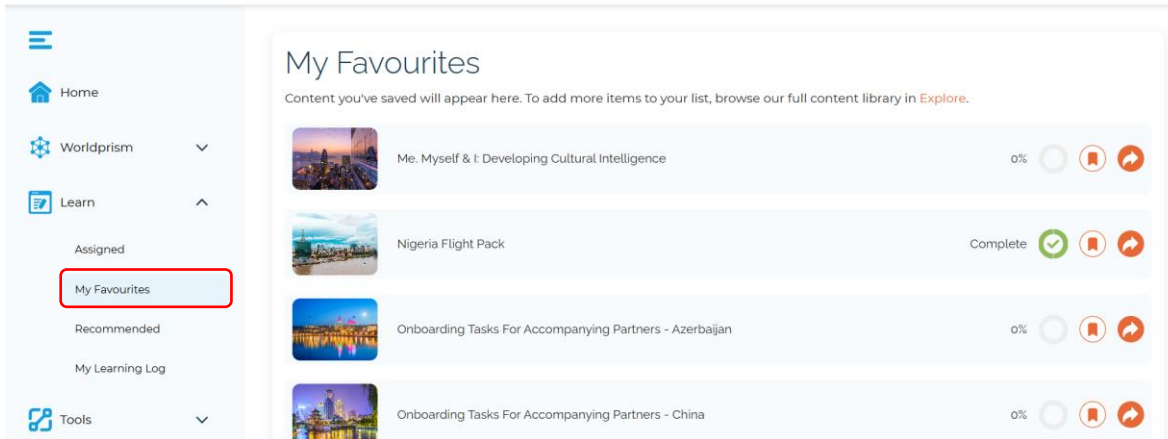 Home
Worldprism
Learn
Assigned
My Favourites
Recommended
My Learning Log
Tools
My Favourites
Content you've saved will appear here. To add more items to your list, browse our full content library in Explore.
Me. Myself & I: Developing Cultural Intelligence
0%
Nigeria Flight Pack
Complete
Onboarding Tasks For Accompanying Partners - Azerbaijan
0%
Onboarding Tasks For Accompanying Partners - China
0%